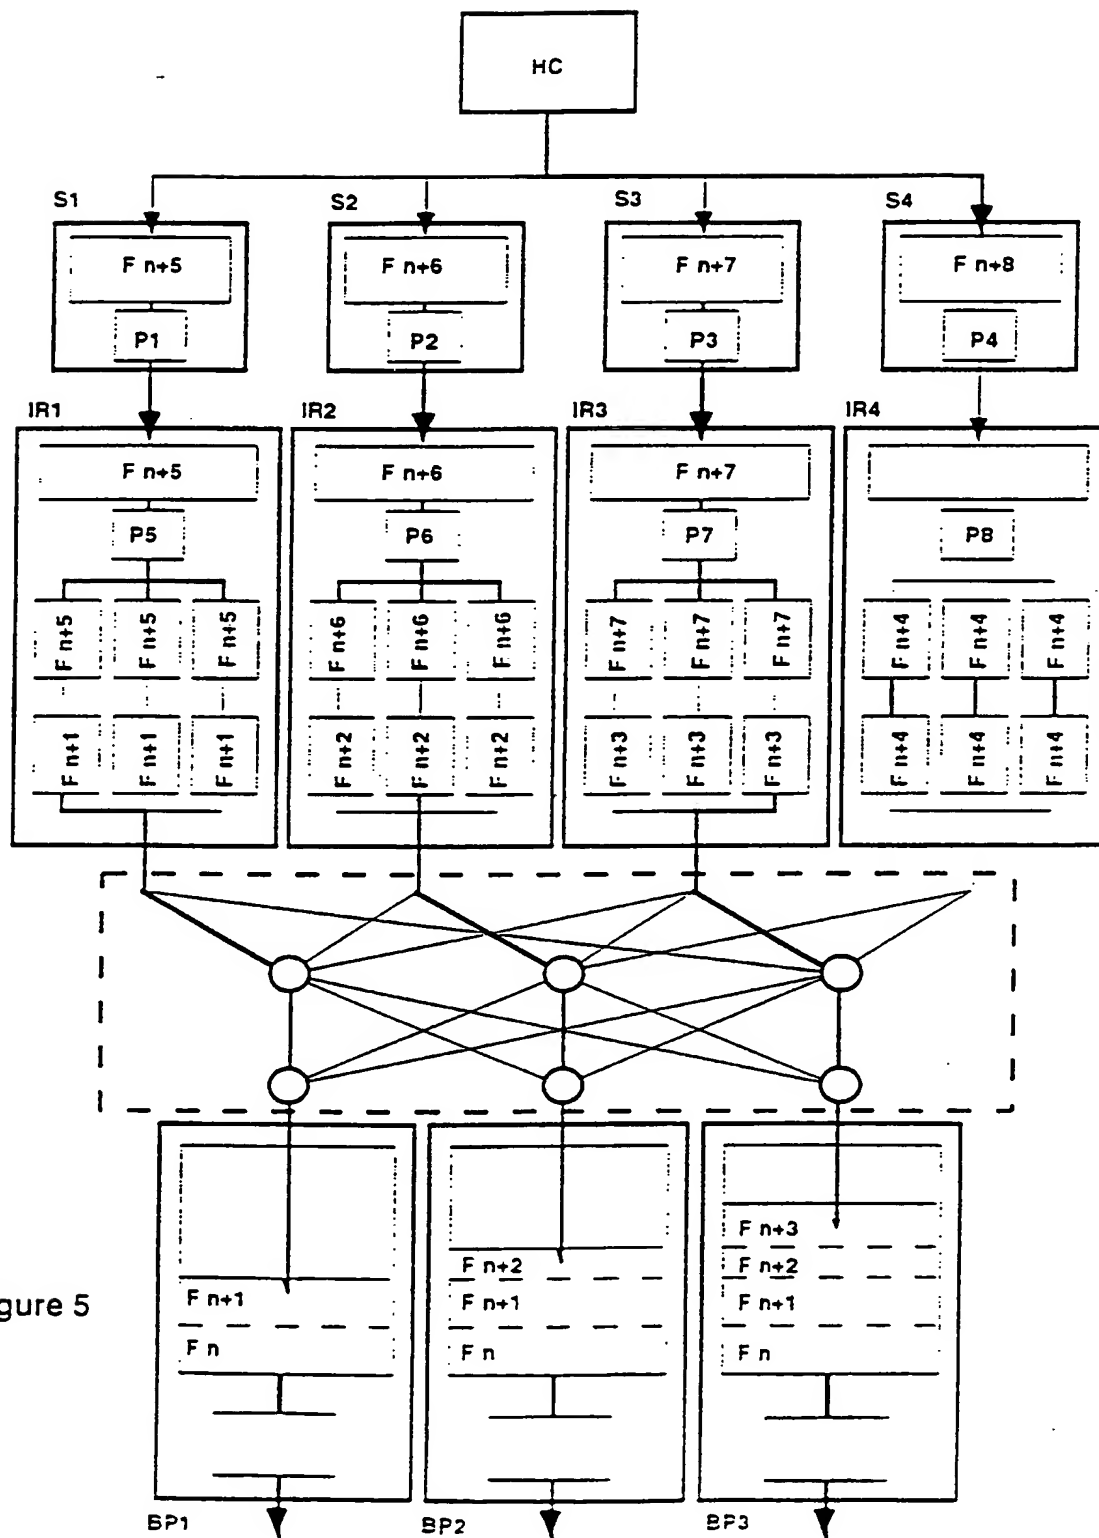 HC
S1
S2
S3
S4
F n+5
F n+6
F n+7
F n+8
P1
P2
P3
P4
IR1
IR2
IR3
IR4
F n+5
F n+6
F n+7
P5
P6
P7
P8
F n+5
F n+5
F n+5
F n+6
F n+6
F n+6
F n+7
F n+7
F n+7
F n+4
F n+4
F n+4
F n+1
F n+1
F n+1
F n+2
F n+2
F n+2
F n+3
F n+3
F n+3
F n+4
F n+4
F n+4
F n+1
F n
F n+2
F n+1
F n
F n+3
F n+2
F n+1
F n
gure 5
BP1
BP2
BP3